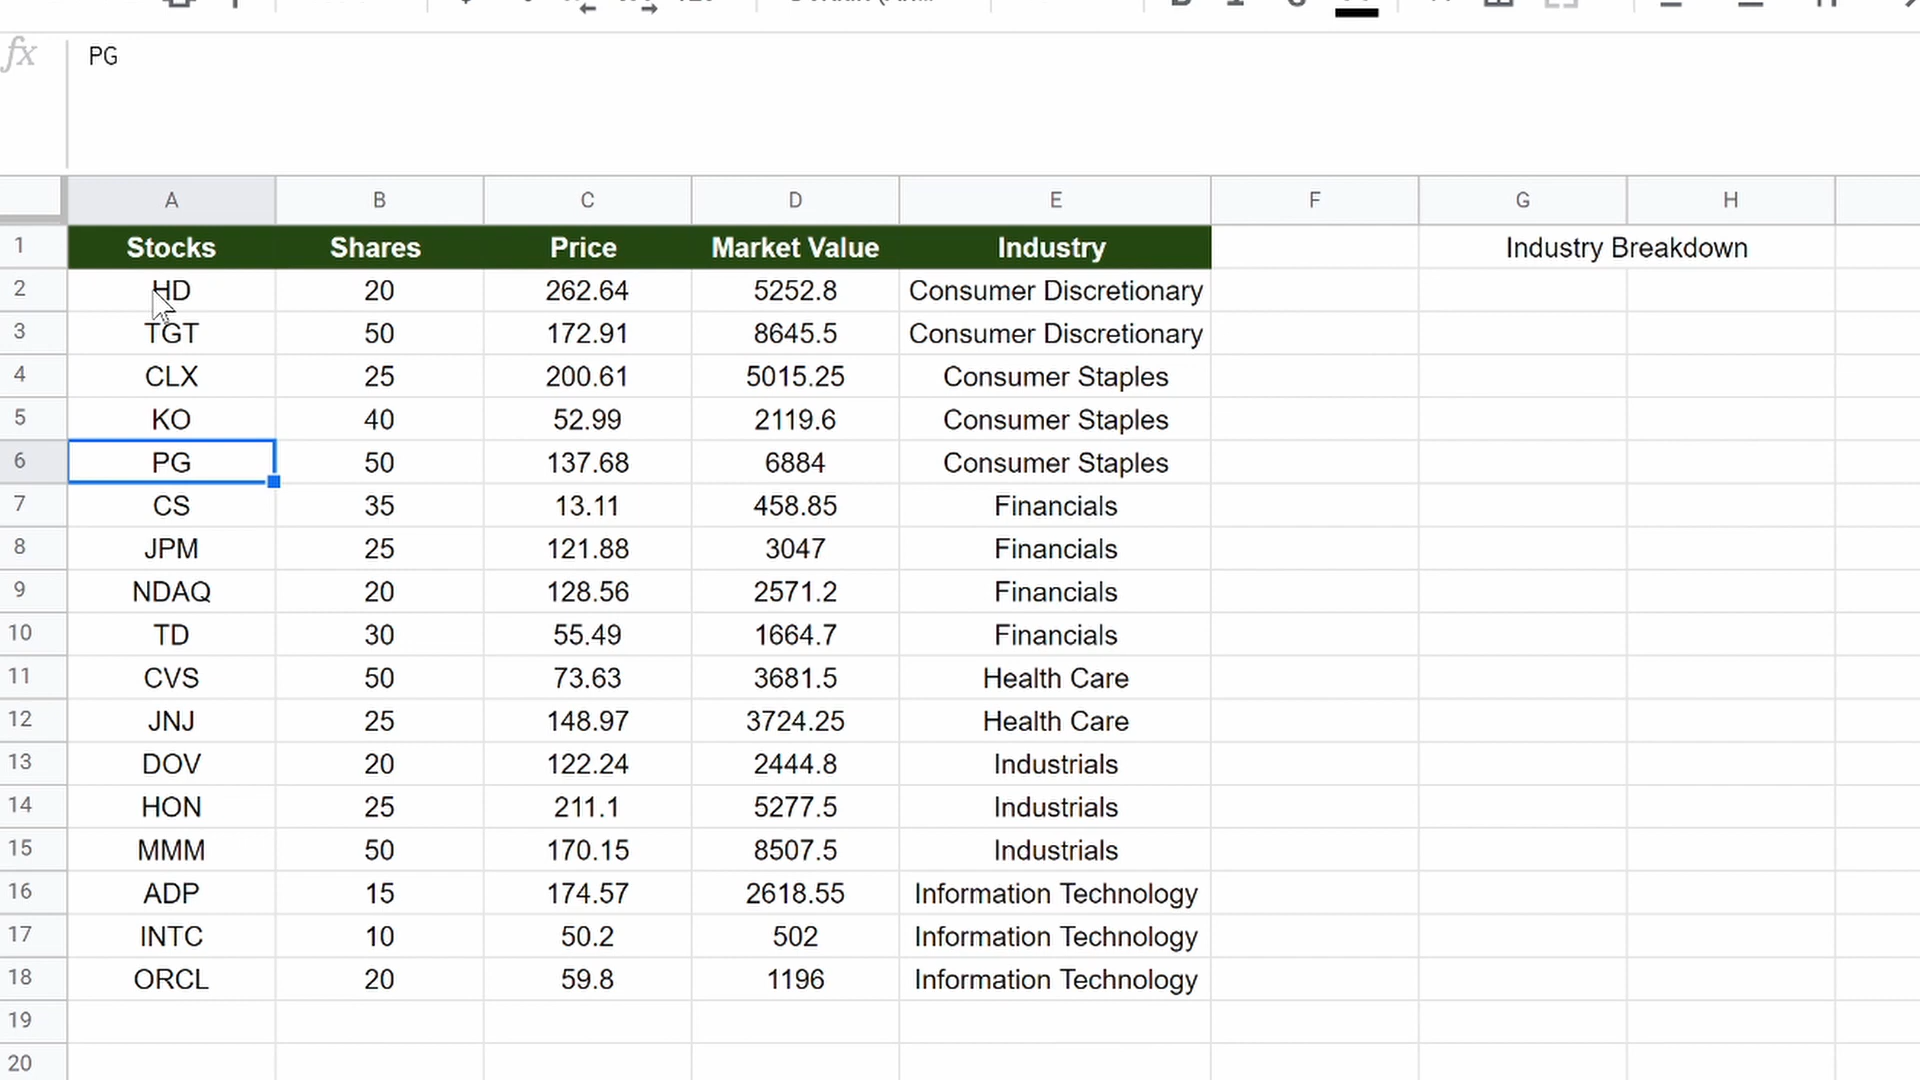 fx PG
A B C D E F G H
1 Stocks Shares Price Market Value Industry Industry Breakdown
2 HD 20 262.64 5252.8 Consumer Discretionary
3 TGT 50 172.91 8645.5 Consumer Discretionary
4 CLX 25 200.61 5015.25 Consumer Staples
5 KO 40 52.99 2119.6 Consumer Staples
6 PG 50 137.68 6884 Consumer Staples
7 CS 35 13.11 458.85 Financials
8 JPM 25 121.88 3047 Financials
9 NDAQ 20 128.56 2571.2 Financials
10 TD 30 55.49 1664.7 Financials
11 CVS 50 73.63 3681.5 Health Care
12 JNJ 25 148.97 3724.25 Health Care
13 DOV 20 122.24 2444.8 Industrials
14 HON 25 211.1 5277.5 Industrials
15 MMM 50 170.15 8507.5 Industrials
16 ADP 15 174.57 2618.55 Information Technology
17 INTC 10 50.2 502 Information Technology
18 ORCL 20 59.8 1196 Information Technology
19
20